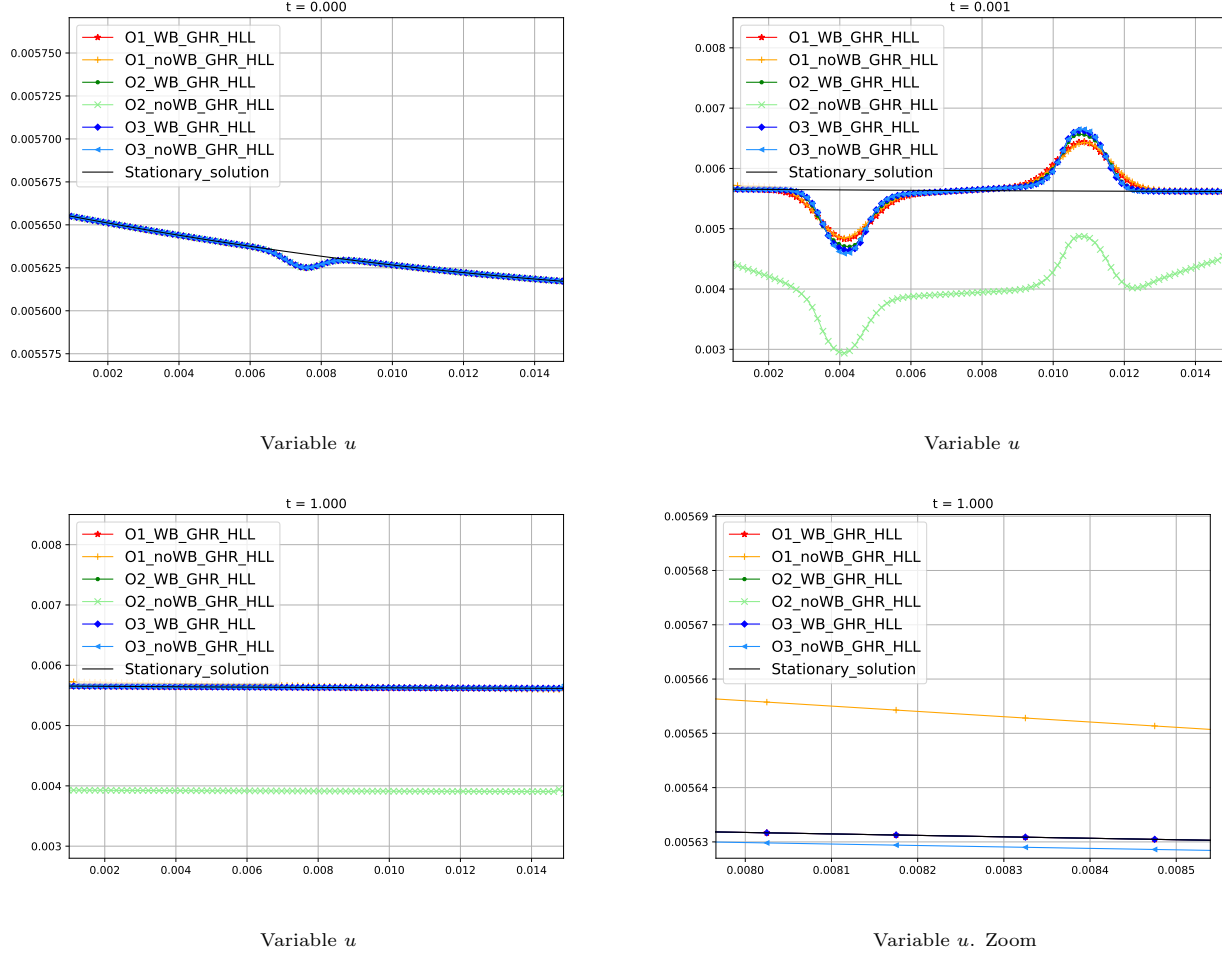 t = 0.000
0.005750
0.005725
0.005700
0.005675
0.005650
0.005625
0.005600
0.005575
O1_WB_GHR_HLL
O1_noWB_GHR_HLL
O2_WB_GHR_HLL
O2_noWB_GHR_HLL
O3_WB_GHR_HLL
O3_noWB_GHR_HLL
Stationary_solution
0.002 0.004 0.006 0.008 0.010 0.012 0.014
Variable u
t = 0.001
0.008
0.007
0.006
0.005
0.004
0.003
O1_WB_GHR_HLL
O1_noWB_GHR_HLL
O2_WB_GHR_HLL
O2_noWB_GHR_HLL
O3_WB_GHR_HLL
O3_noWB_GHR_HLL
Stationary_solution
0.002 0.004 0.006 0.008 0.010 0.012 0.014
Variable u
t = 1.000
0.008
0.007
0.006
0.005
0.004
0.003
O1_WB_GHR_HLL
O1_noWB_GHR_HLL
O2_WB_GHR_HLL
O2_noWB_GHR_HLL
O3_WB_GHR_HLL
O3_noWB_GHR_HLL
Stationary_solution
0.002 0.004 0.006 0.008 0.010 0.012 0.014
Variable u
t = 1.000
0.00569
0.00568
0.00567
0.00566
0.00565
0.00564
0.00563
O1_WB_GHR_HLL
O1_noWB_GHR_HLL
O2_WB_GHR_HLL
O2_noWB_GHR_HLL
O3_WB_GHR_HLL
O3_noWB_GHR_HLL
Stationary_solution
0.0080 0.0081 0.0082 0.0083 0.0084 0.0085
Variable u. Zoom